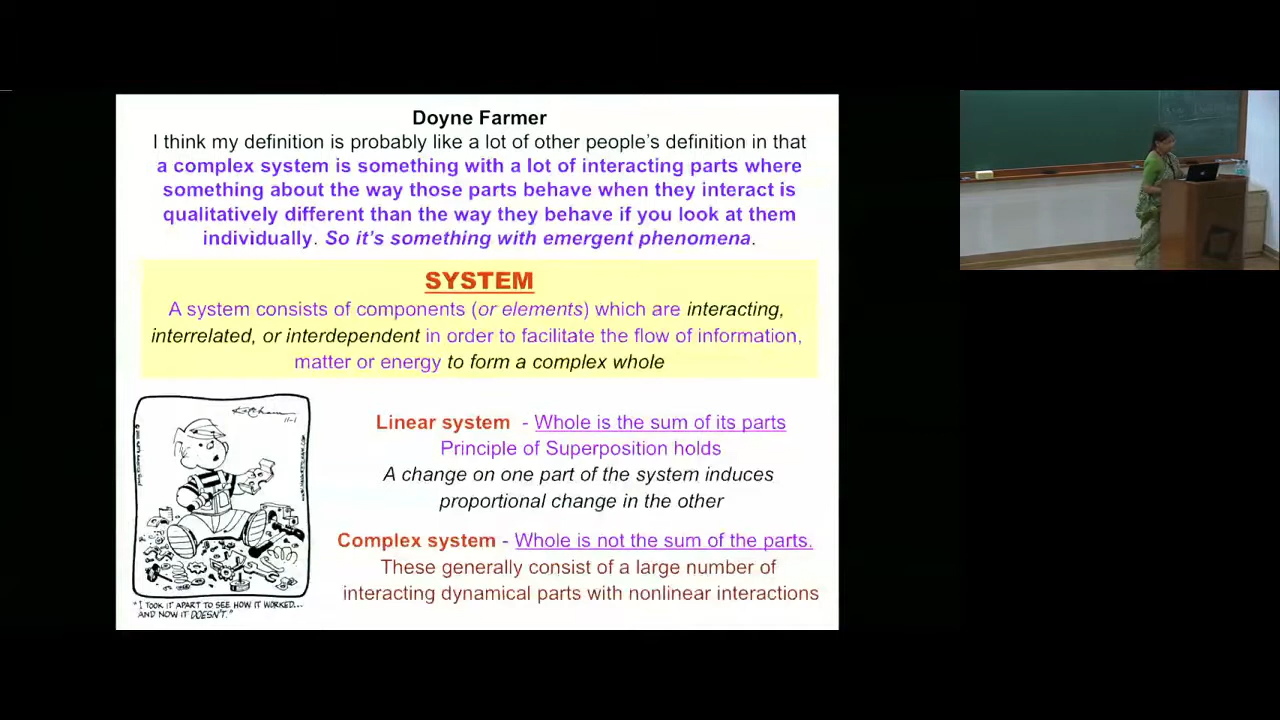 Doyne Farmer
I think my definition is probably like a lot of other people's definition in that
a complex system is something with a lot of interacting parts where
something about the way those parts behave when they interact is
qualitatively different than the way they behave if you look at them
individually. So it's something with emergent phenomena.
SYSTEM
A system consists of components (or elements) which are interacting,
interrelated, or interdependent in order to facilitate the flow of information,
matter or energy to form a complex whole
Linear system - Whole is the sum of its parts
Principle of Superposition holds
A change on one part of the system induces
proportional change in the other
Complex system - Whole is not the sum of the parts.
These generally consist of a large number of
interacting dynamical parts with nonlinear interactions
11-1
"I TOOK IT APART TO SEE HOW IT WORKED...
AND NOW IT DOESN'T."